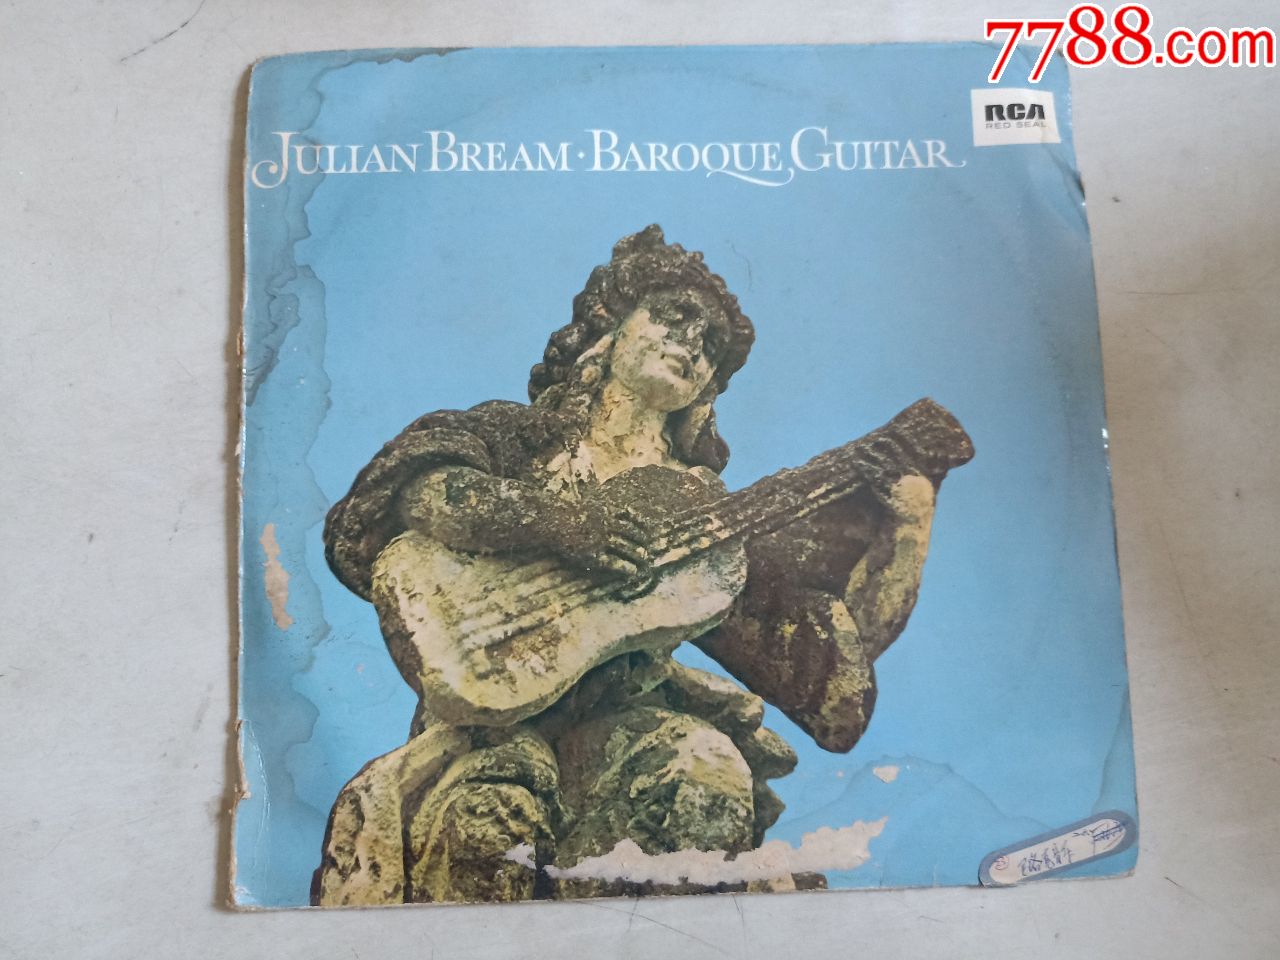 7788.com
RCA
RED SEAL
JULIAN BREAM · BAROQUE GUITAR